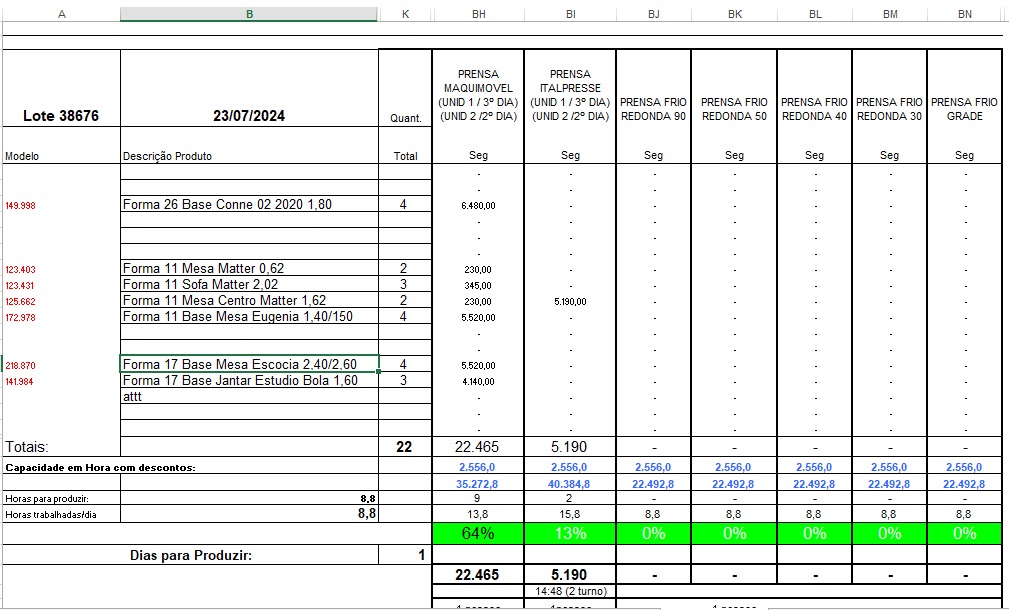 A B K BH BI BJ BK BL BM BN
Lote 38676 23/07/2024 Quant. PRENSA MAQUIMOVEL (UNID 1 / 3º DIA) (UNID 2 /2º DIA) PRENSA ITALPRESSE (UNID 1 / 3º DIA) (UNID 2 /2º DIA) PRENSA FRIO REDONDA 90 PRENSA FRIO REDONDA 50 PRENSA FRIO REDONDA 40 PRENSA FRIO REDONDA 30 PRENSA FRIO GRADE
Modelo Descrição Produto Total Seg Seg Seg Seg Seg Seg Seg
- - - - - - -
- - - - - - -
149.998 Forma 26 Base Conne 02 2020 1,80 4 6.480,00 - - - - - -
- - - - - - -
- - - - - - -
- - - - - - -
123.403 Forma 11 Mesa Matter 0,62 2 230,00 - - - - - -
123.431 Forma 11 Sofa Matter 2,02 3 345,00 - - - - - -
125.662 Forma 11 Mesa Centro Matter 1,62 2 230,00 5.190,00 - - - - -
172.978 Forma 11 Base Mesa Eugenia 1,40/150 4 5.520,00 - - - - - -
- - - - - - -
- - - - - - -
218.870 Forma 17 Base Mesa Escocia 2,40/2,60 4 5.520,00 - - - - - -
141.984 Forma 17 Base Jantar Estudio Bola 1,60 3 4.140,00 - - - - - -
attt - - - - - - -
- - - - - - -
- - - - - - -
Totais: 22 22.465 5.190 - - - - -
Capacidade em Hora com descontos: 2.556,0 2.556,0 2.556,0 2.556,0 2.556,0 2.556,0 2.556,0
35.272,8 40.384,8 22.492,8 22.492,8 22.492,8 22.492,8 22.492,8
Horas para produzir: 8,8 9 2 - - - - -
Horas trabalhadas/dia 8,8 13,8 15,8 8,8 8,8 8,8 8,8 8,8
64% 13% 0% 0% 0% 0% 0%
Dias para Produzir: 1
22.465 5.190 - - - - -
14:48 (2 turno)